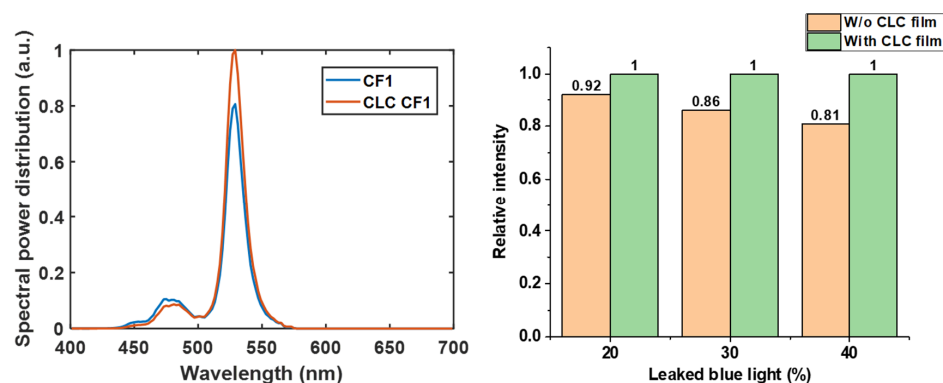 Spectral power distribution (a.u.)
1
0.8
0.6
0.4
0.2
0
400 450 500 550 600 650 700
Wavelength (nm)
CF1
CLC CF1
W/o CLC film
With CLC film
Relative intensity
1.0
0.8
0.6
0.4
0.2
0.0
0.92 1 0.86 1 0.81 1
20 30 40
Leaked blue light (%)